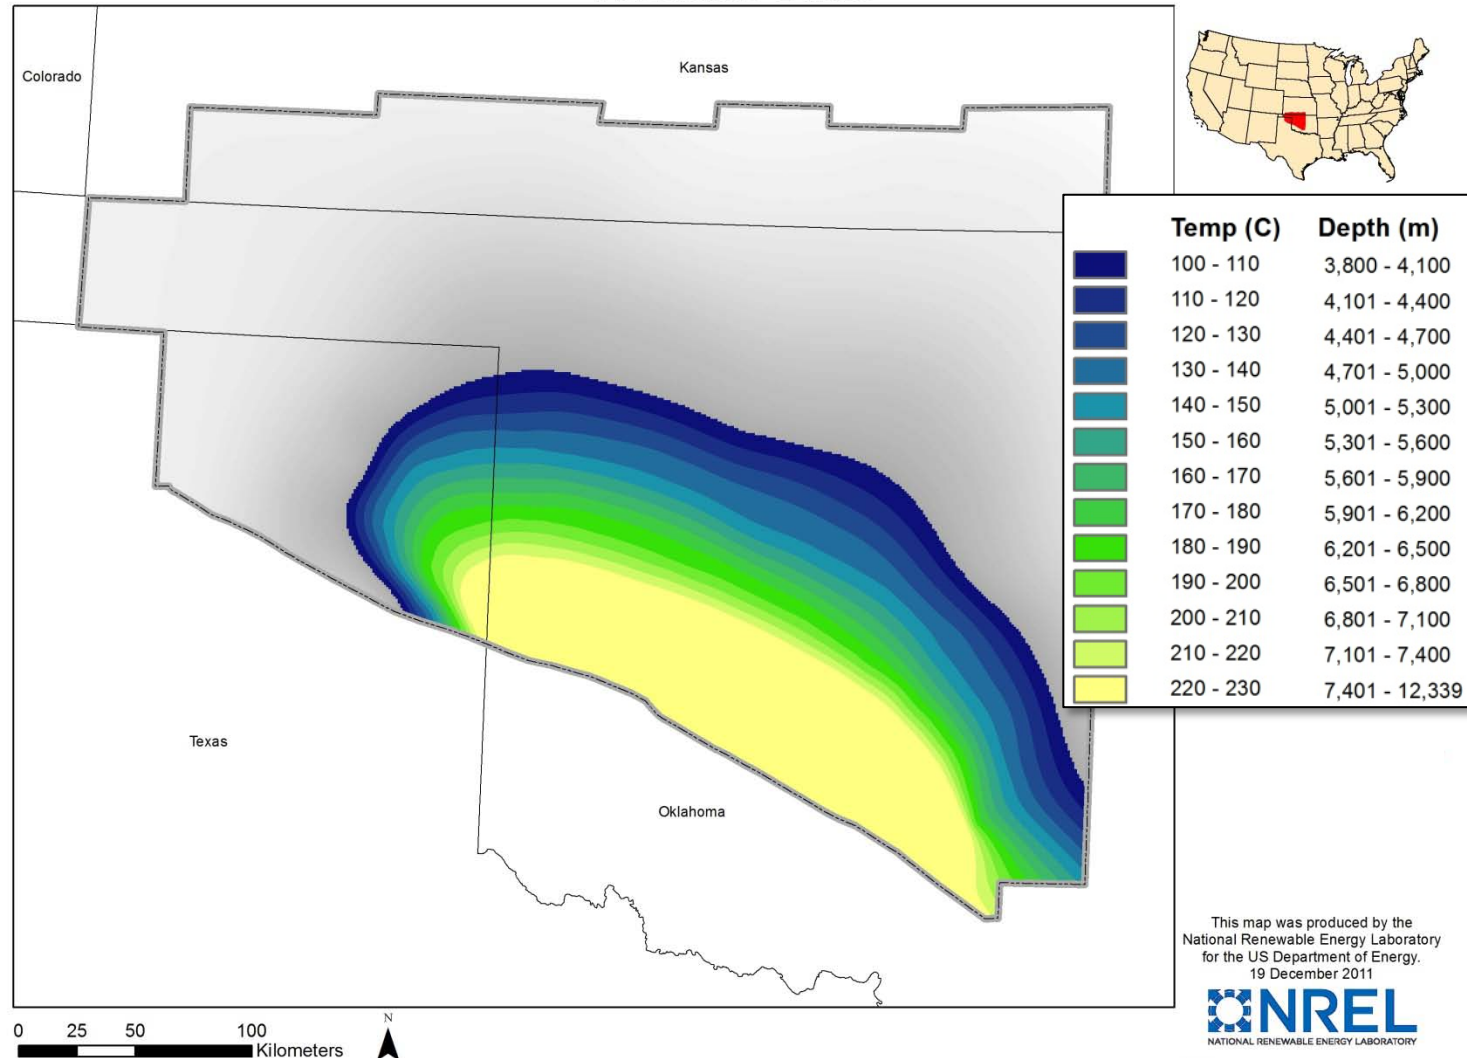 Colorado
Kansas
Temp (C) Depth (m)
100 - 110 3,800 - 4,100
110 - 120 4,101 - 4,400
120 - 130 4,401 - 4,700
130 - 140 4,701 - 5,000
140 - 150 5,001 - 5,300
150 - 160 5,301 - 5,600
160 - 170 5,601 - 5,900
170 - 180 5,901 - 6,200
180 - 190 6,201 - 6,500
190 - 200 6,501 - 6,800
200 - 210 6,801 - 7,100
210 - 220 7,101 - 7,400
220 - 230 7,401 - 12,339
Texas
Oklahoma
This map was produced by the
National Renewable Energy Laboratory
for the US Department of Energy.
19 December 2011
NREL
NATIONAL RENEWABLE ENERGY LABORATORY
0 25 50 100
Kilometers
N